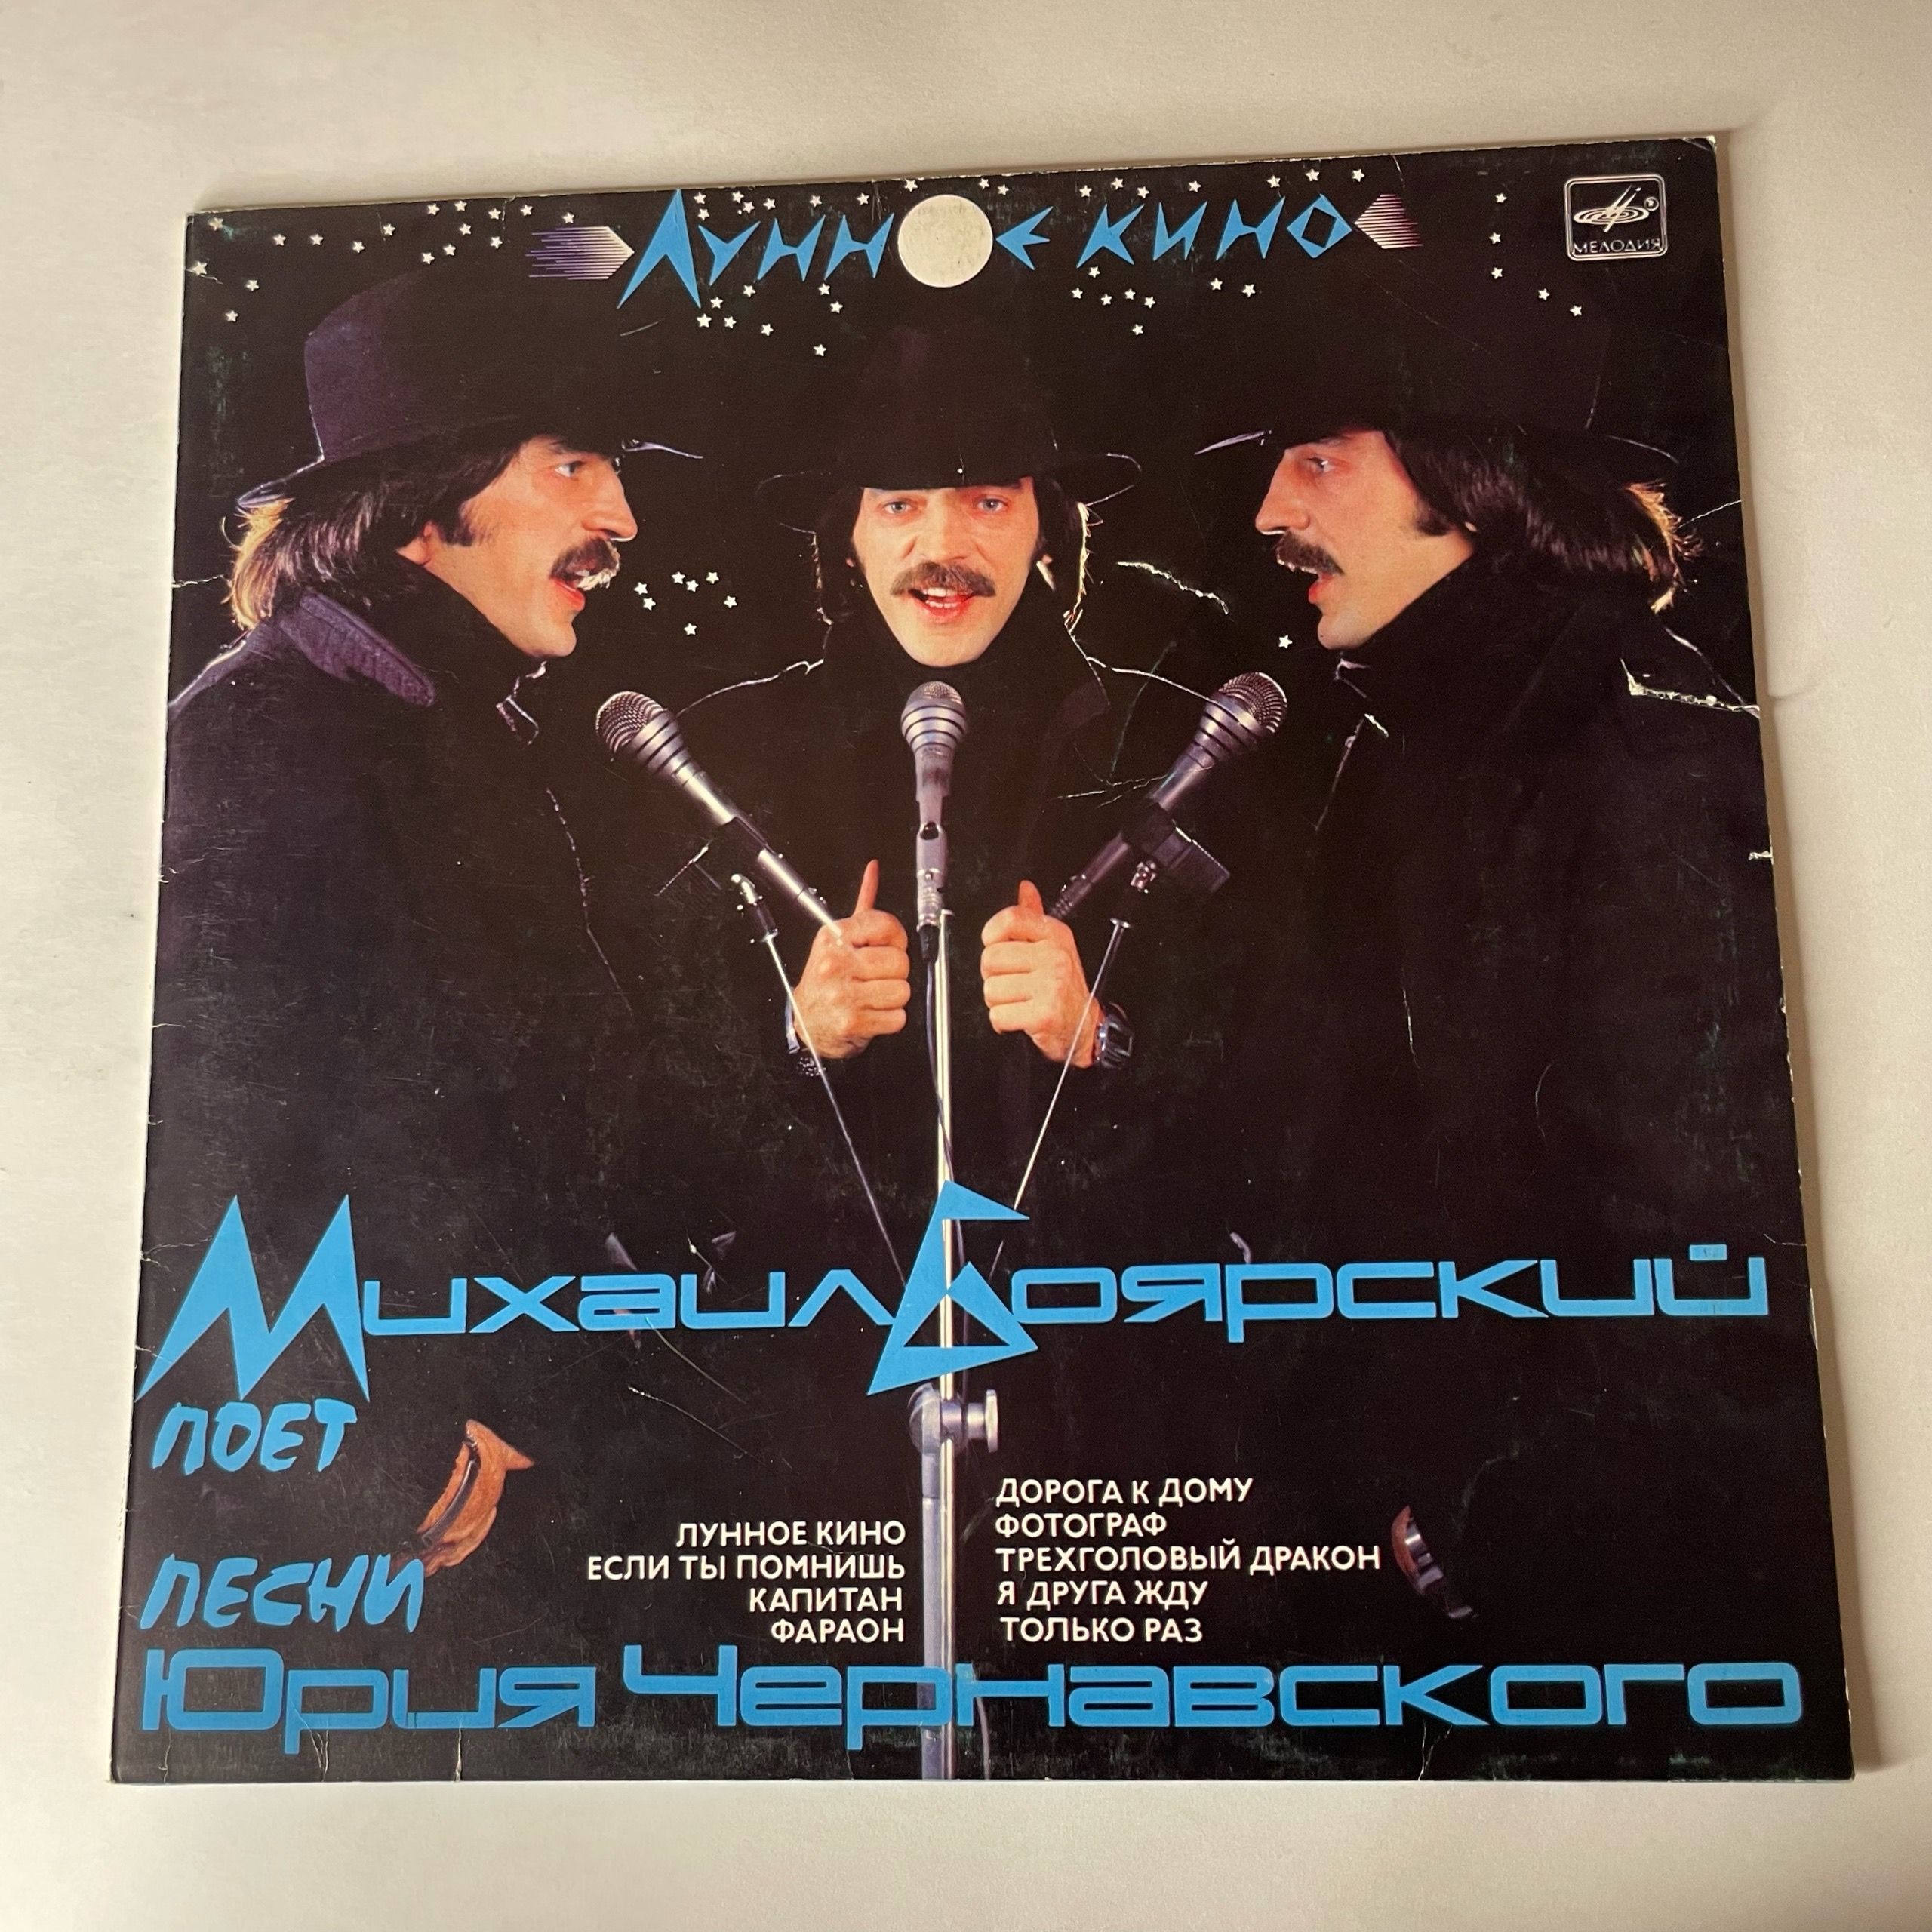 Лунное кино
МЕЛОДИЯ
Михаил Боярский
поет
песни
ЛУННОЕ КИНО
ЕСЛИ ТЫ ПОМНИШЬ
КАПИТАН
ФАРАОН
ДОРОГА К ДОМУ
ФОТОГРАФ
ТРЕХГОЛОВЫЙ ДРАКОН
Я ДРУГА ЖДУ
ТОЛЬКО РАЗ
Юрия Чернавского